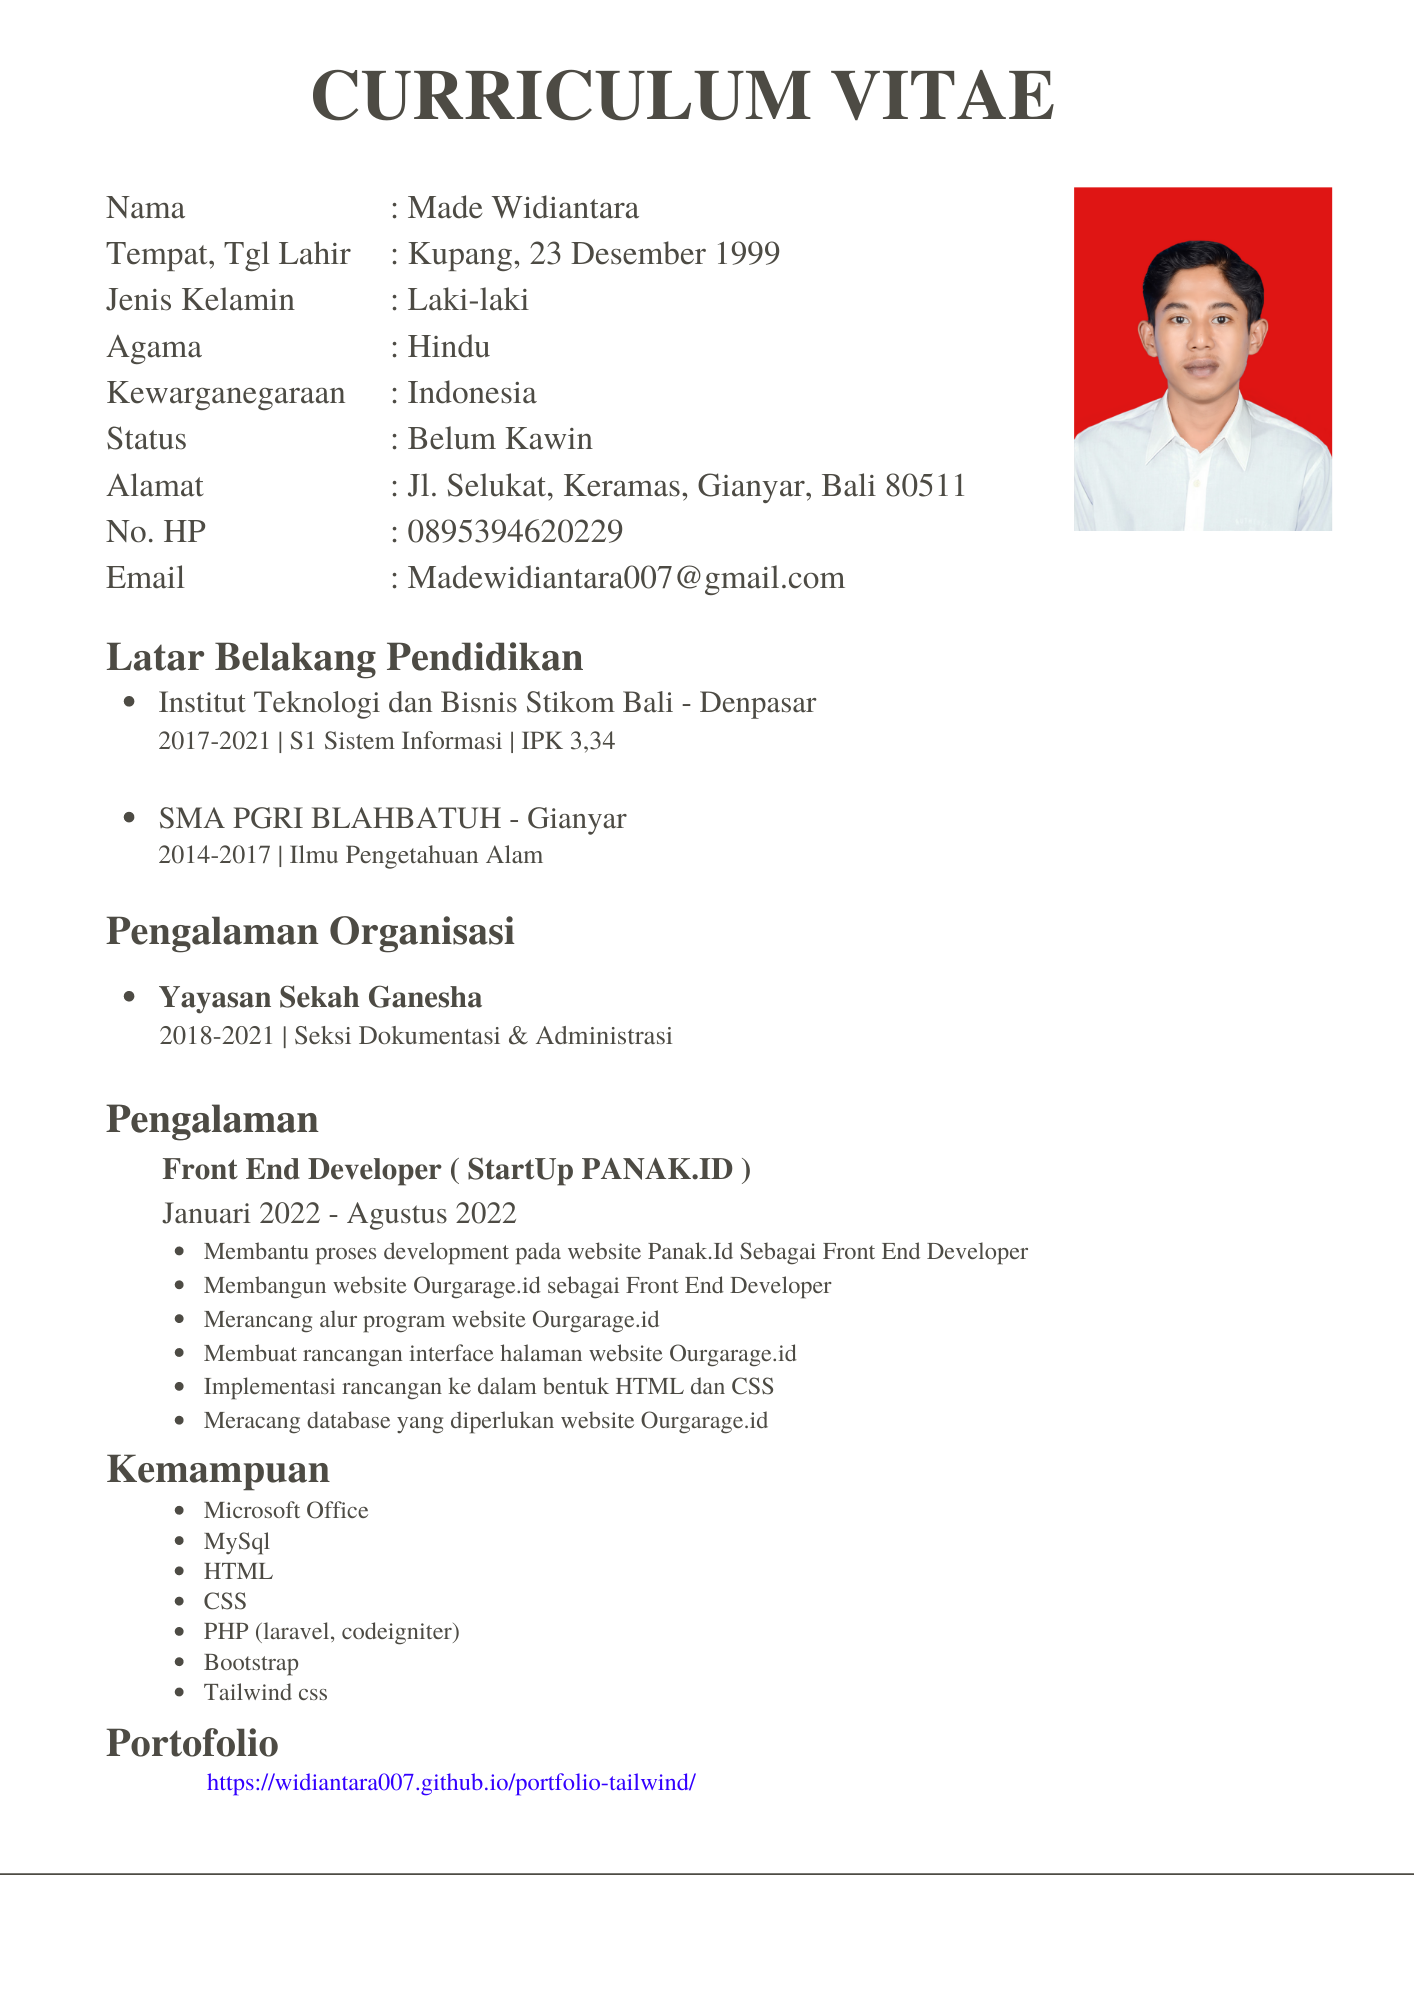 CURRICULUM VITAE
Nama : Made Widiantara
Tempat, Tgl Lahir : Kupang, 23 Desember 1999
Jenis Kelamin : Laki-laki
Agama : Hindu
Kewarganegaraan : Indonesia
Status : Belum Kawin
Alamat : Jl. Selukat, Keramas, Gianyar, Bali 80511
No. HP : 0895394620229
Email : Madewidiantara007@gmail.com
Latar Belakang Pendidikan
• Institut Teknologi dan Bisnis Stikom Bali - Denpasar
2017-2021 | S1 Sistem Informasi | IPK 3,34
• SMA PGRI BLAHBATUH - Gianyar
2014-2017 | Ilmu Pengetahuan Alam
Pengalaman Organisasi
• Yayasan Sekah Ganesha
2018-2021 | Seksi Dokumentasi & Administrasi
Pengalaman
Front End Developer ( StartUp PANAK.ID )
Januari 2022 - Agustus 2022
• Membantu proses development pada website Panak.Id Sebagai Front End Developer
• Membangun website Ourgarage.id sebagai Front End Developer
• Merancang alur program website Ourgarage.id
• Membuat rancangan interface halaman website Ourgarage.id
• Implementasi rancangan ke dalam bentuk HTML dan CSS
• Meracang database yang diperlukan website Ourgarage.id
Kemampuan
• Microsoft Office
• MySql
• HTML
• CSS
• PHP (laravel, codeigniter)
• Bootstrap
• Tailwind css
Portofolio
https://widiantara007.github.io/portfolio-tailwind/